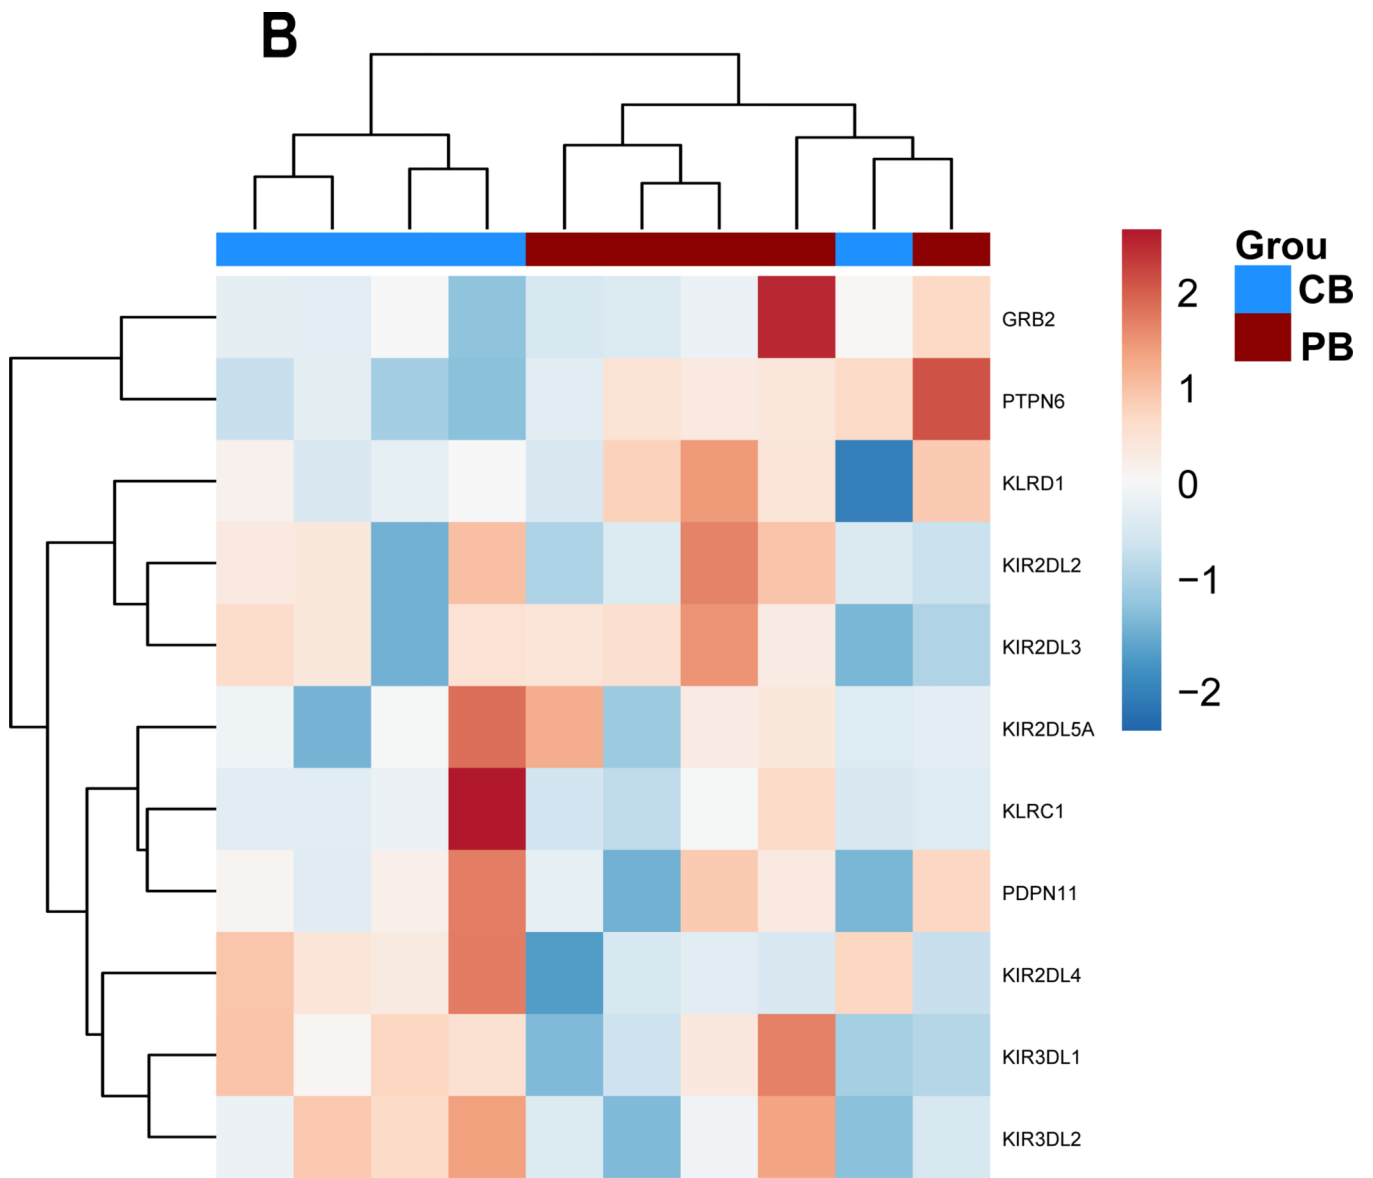 B
Grou
CB
PB
2
1
0
−1
−2
GRB2
PTPN6
KLRD1
KIR2DL2
KIR2DL3
KIR2DL5A
KLRC1
PDPN11
KIR2DL4
KIR3DL1
KIR3DL2